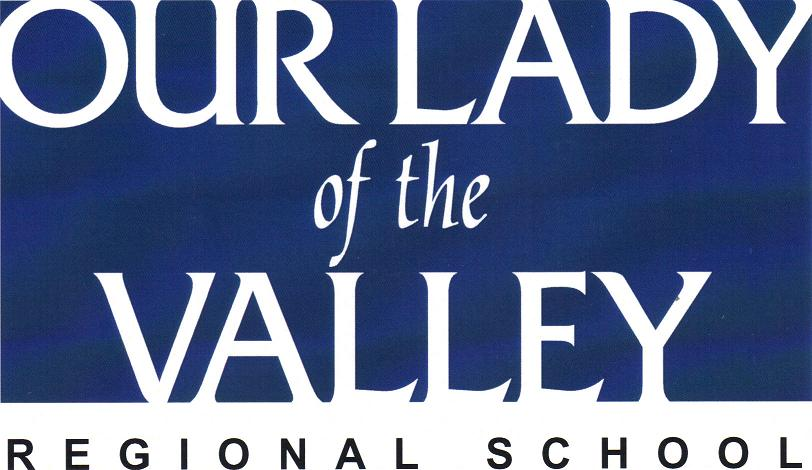 OUR LADY
of the
VALLEY
REGIONAL SCHOOL